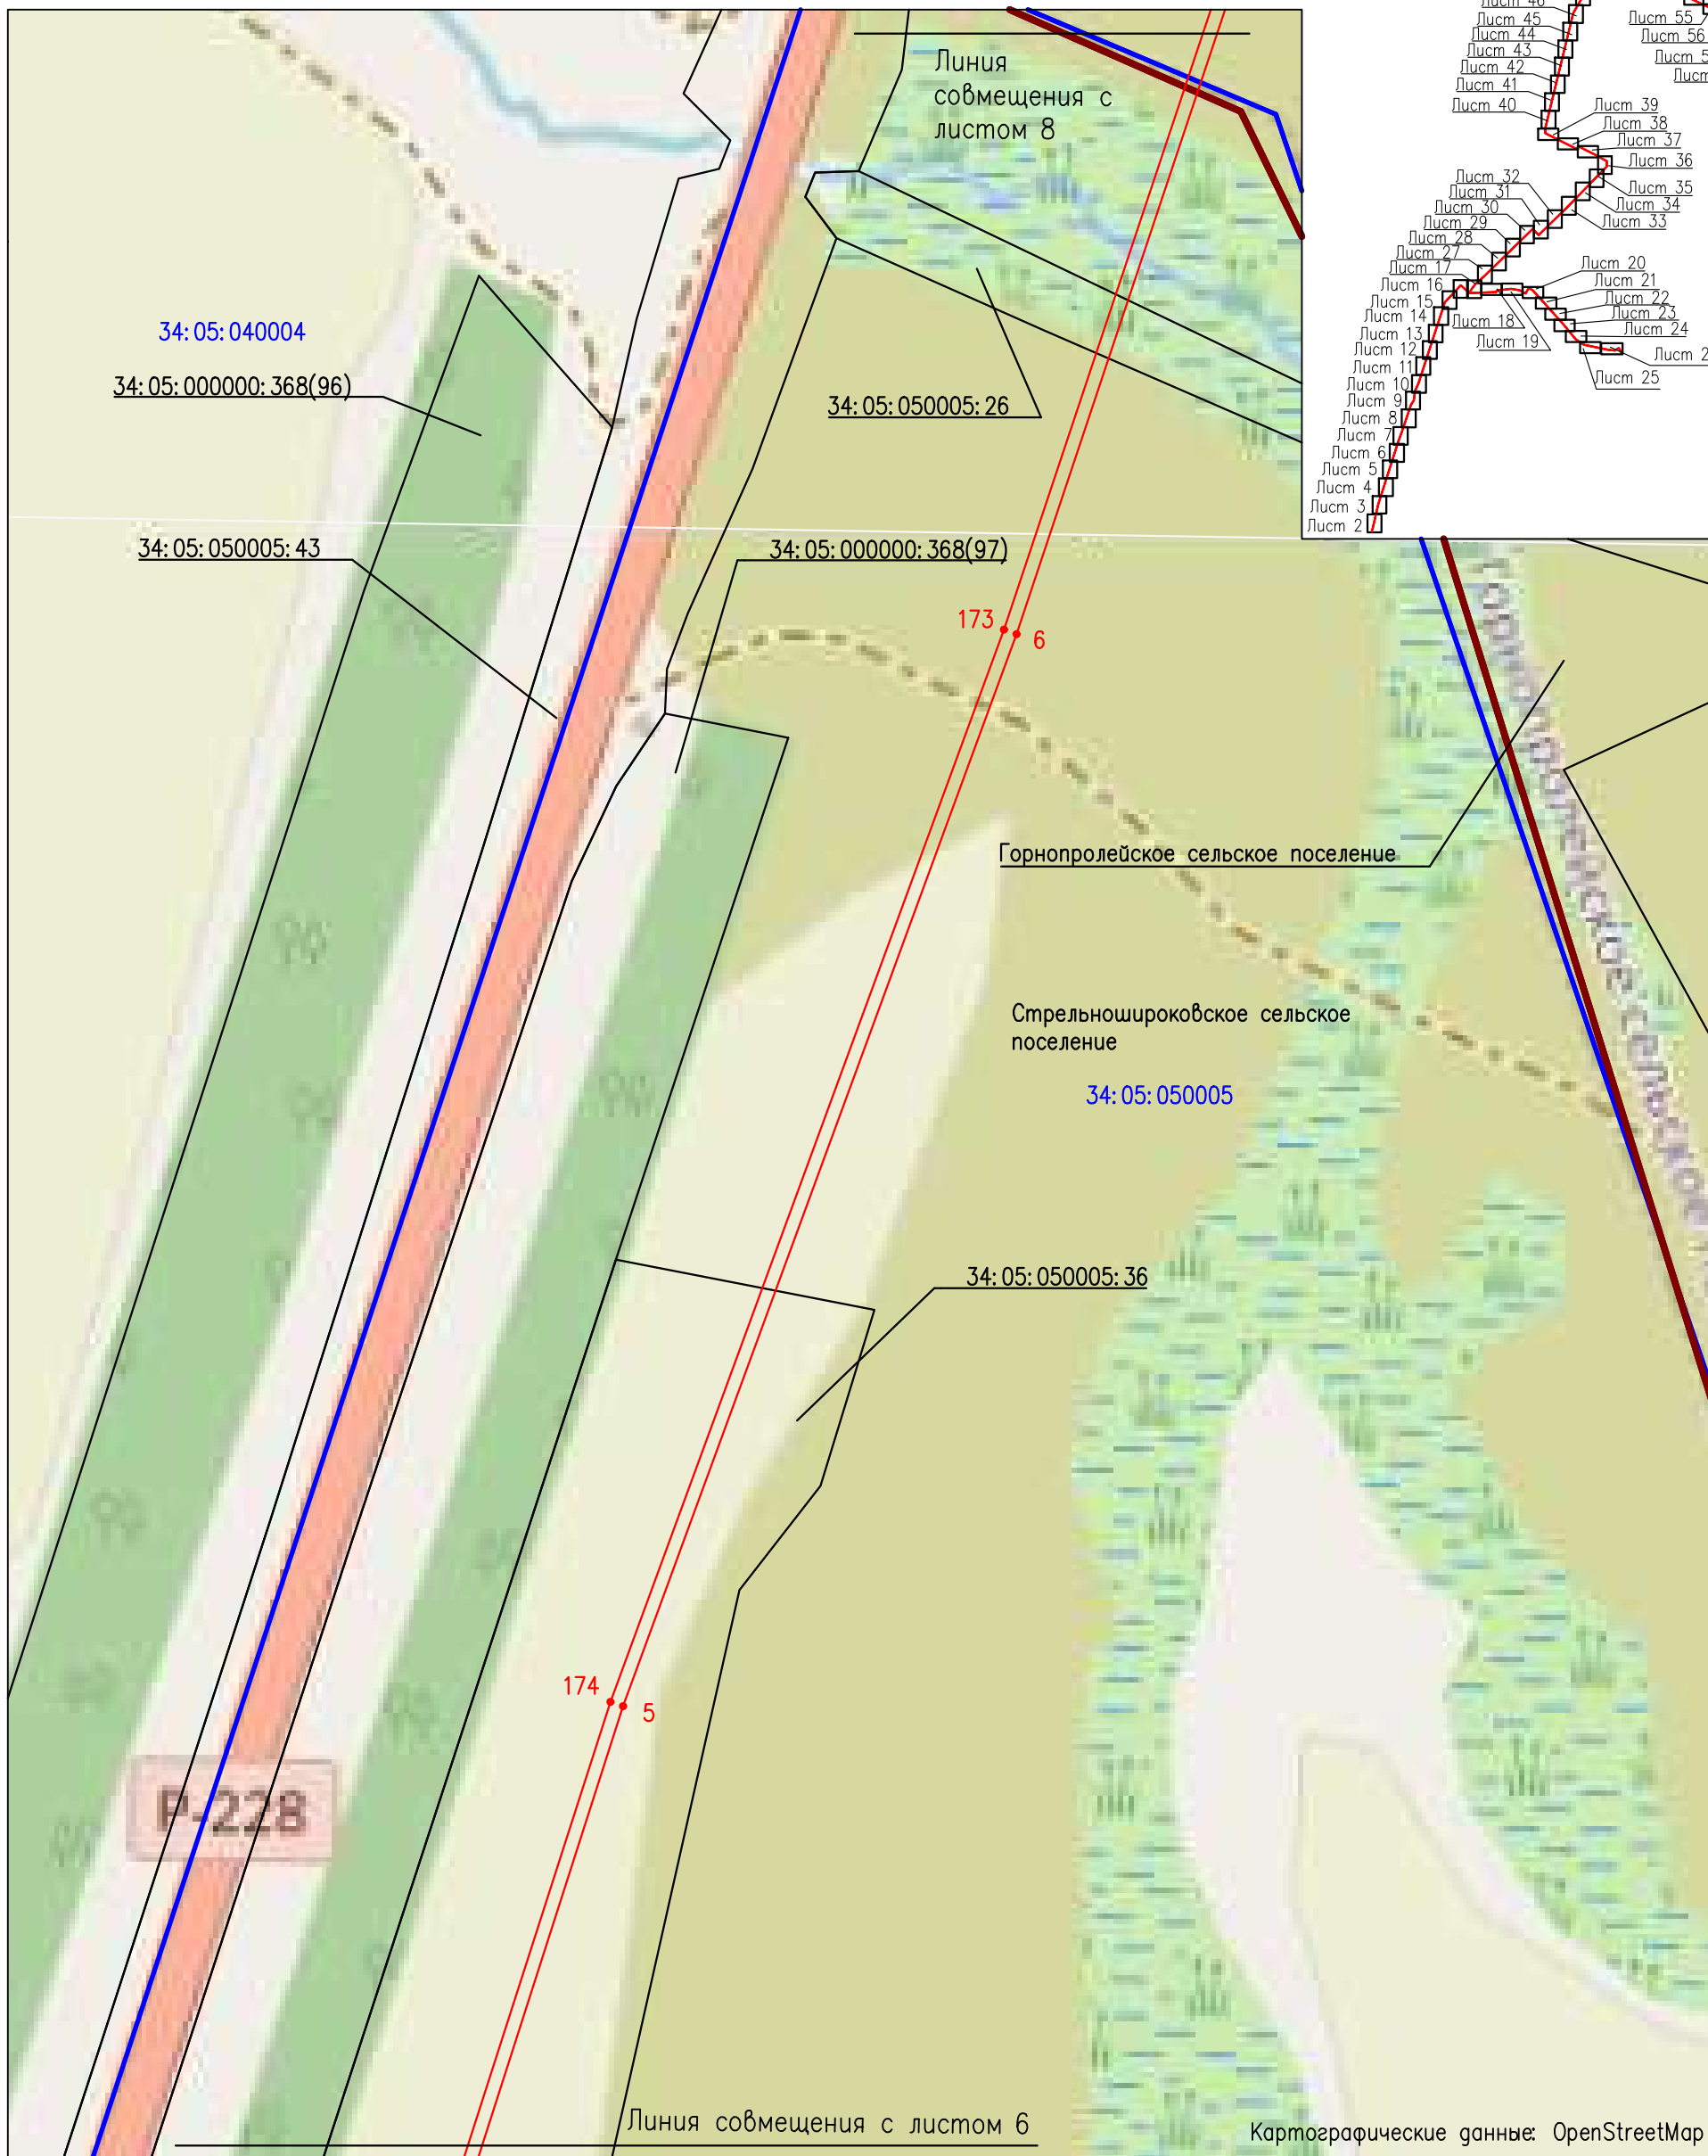 Линия
совмещения с
листом 8
34:05:040004
34:05:000000:368(96)
34:05:050005:26
34:05:050005:43
34:05:000000:368(97)
173
6
Горнопролейское сельское поселение
Горнопролейское сельское
Стрельношироковское сельское
поселение
34:05:050005
34:05:050005:36
174
5
Р-228
Линия совмещения с листом 6
Картографические данные: OpenStreetMap
Лист 46
Лист 45
Лист 44
Лист 43
Лист 42
Лист 41
Лист 40
Лист 55
Лист 56
Лист 39
Лист 38
Лист 37
Лист 36
Лист 35
Лист 34
Лист 33
Лист 32
Лист 31
Лист 30
Лист 29
Лист 28
Лист 27
Лист 17
Лист 16
Лист 15
Лист 14
Лист 13
Лист 12
Лист 11
Лист 10
Лист 9
Лист 8
Лист 7
Лист 6
Лист 5
Лист 4
Лист 3
Лист 2
Лист 18
Лист 19
Лист 20
Лист 21
Лист 22
Лист 23
Лист 24
Лист 25